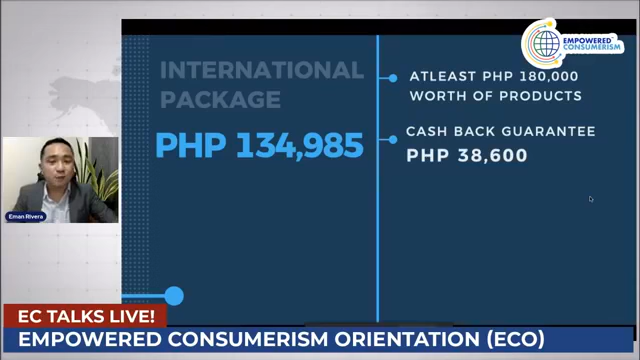 EMPOWERED
CONSUMERISM
INTERNATIONAL
PACKAGE
PHP 134,985
ATLEAST PHP 180,000
WORTH OF PRODUCTS
CASH BACK GUARANTEE
PHP 38,600
Eman Rivera
EC TALKS LIVE!
EMPOWERED CONSUMERISM ORIENTATION (ECO)